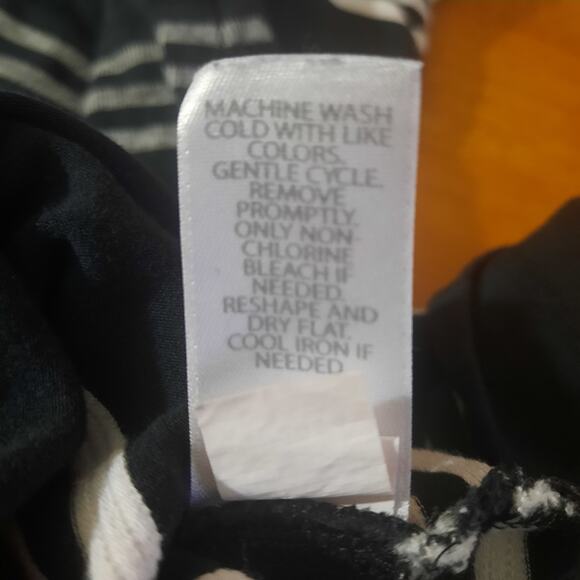 MACHINE WASH
COLD WITH LIKE
COLORS.
GENTLE CYCLE.
REMOVE
PROMPTLY.
ONLY NON-
CHLORINE
BLEACH IF
NEEDED.
RESHAPE AND
DRY FLAT.
COOL IRON IF
NEEDED